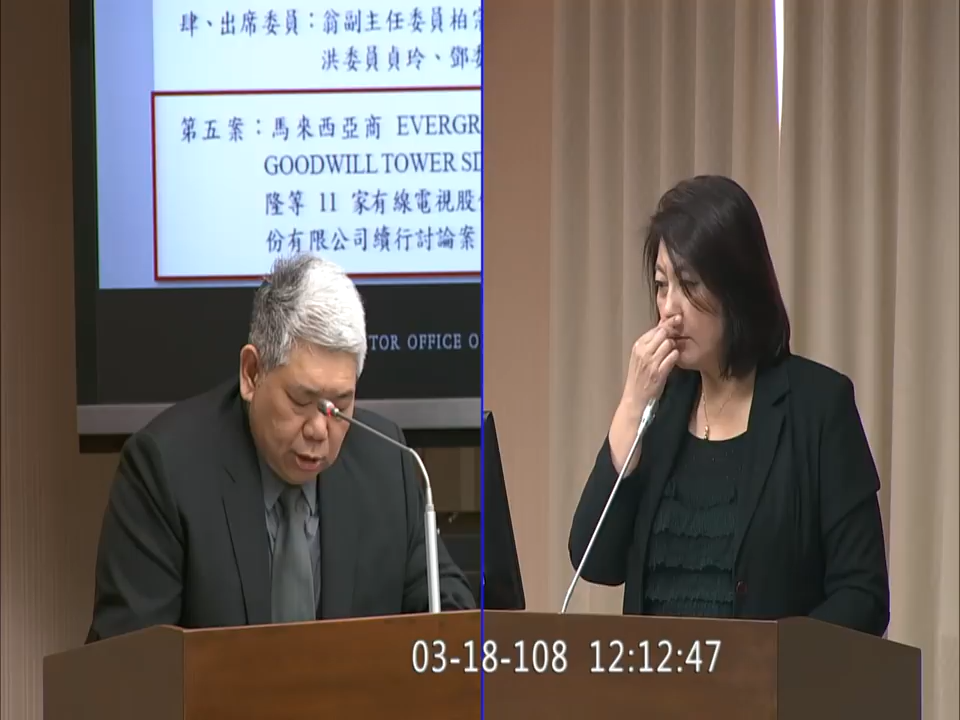 肆、出席委員：翁副主任委員柏宗
洪委員貞玲、鄧委
第五案：馬來西亞商 EVERGR
GOODWILL TOWER SD
隆等 11 家有線電視股份
份有限公司續行討論案
TOR OFFICE O
03-18-108 12:12:47